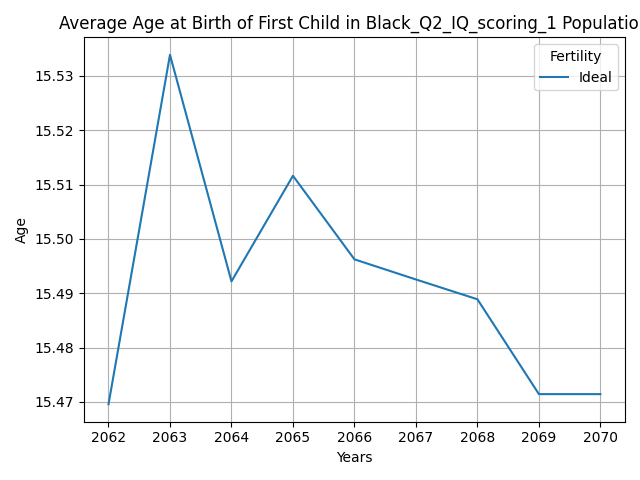 Average Age at Birth of First Child in Black_Q2_IQ_scoring_1 Populatio
Fertility
Ideal
15.53
15.52
15.51
15.50
15.49
15.48
15.47
Age
2062 2063 2064 2065 2066 2067 2068 2069 2070
Years